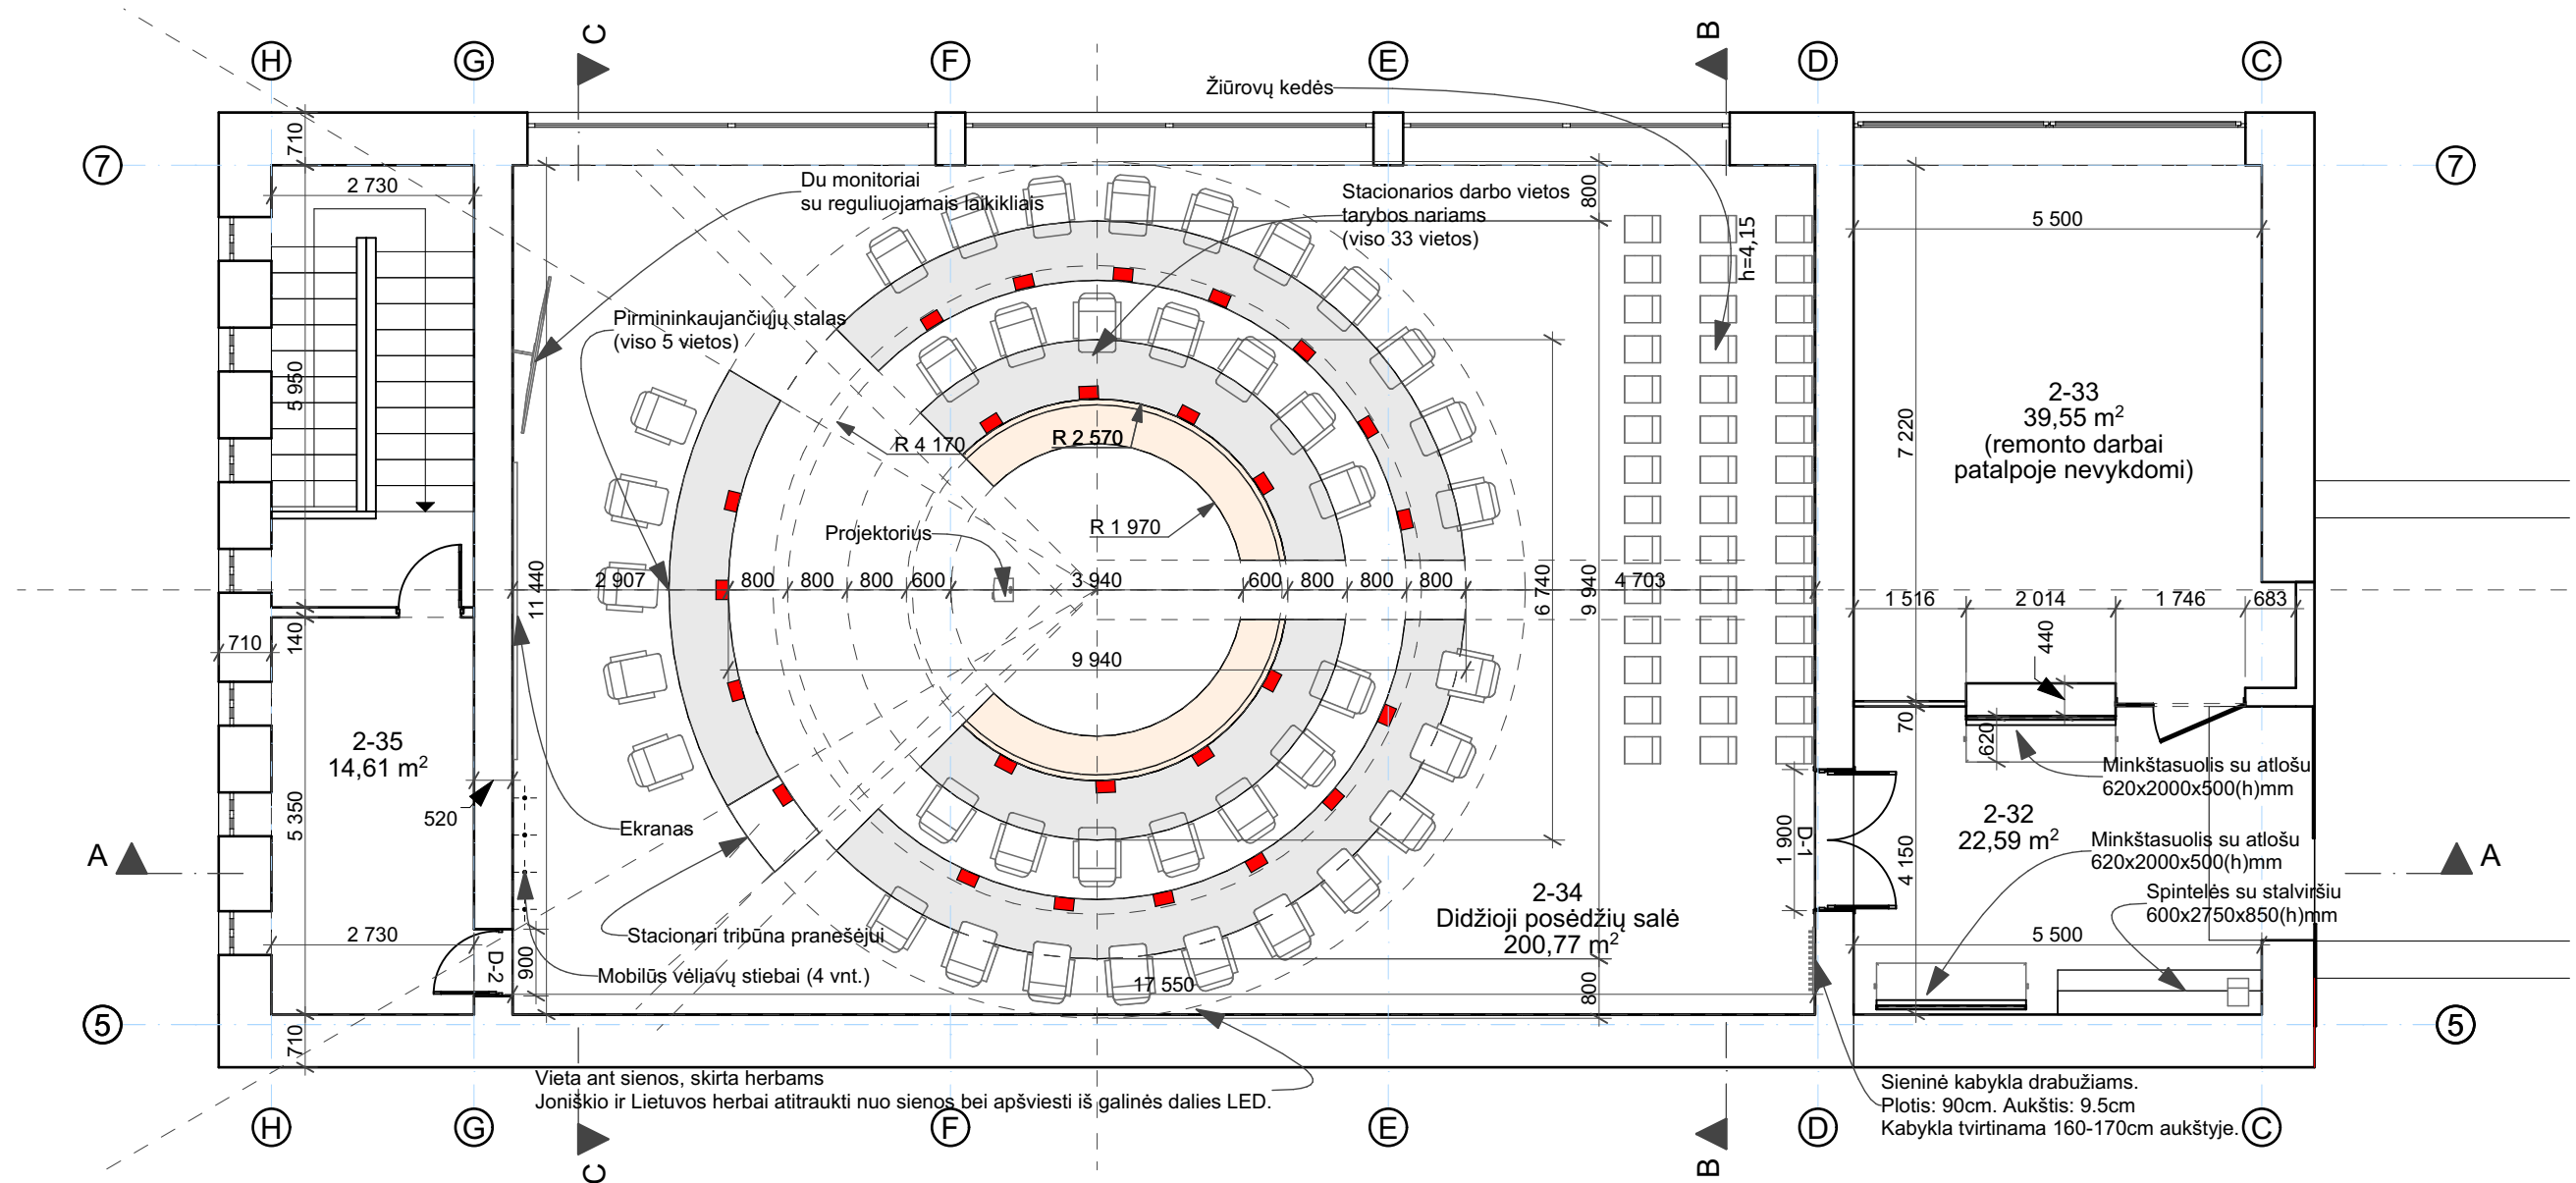 H
G
C
F
E
B
D
C
Žiūrovų kedės
710
7
7
2 730
Du monitoriai
su reguliuojamais laikikliais
Stacionarios darbo vietos
tarybos nariams
(viso 33 vietos)
800
h=4,15
5 500
Pirmininkaujančiųjų stalas
(viso 5 vietos)
5 950
R 4 170
R 2 570
2-33
39,55 m²
(remonto darbai
patalpoje nevykdomi)
7 220
Projektorius
R 1 970
11 440
2 907
800
800
800
600
3 940
600
800
800
800
6 740
9 940
4 703
1 516
2 014
1 746
683
140
710
440
9 940
2-35
14,61 m²
70
620
Minkštasuolis su atlošu
620x2000x500(h)mm
520
5 350
Ekranas
1 900
D-1
2-32
22,59 m²
4 150
Minkštasuolis su atlošu
620x2000x500(h)mm
A
A
Spintelės su stalviršiu
600x2750x850(h)mm
2-34
Didžioji posėdžių salė
200,77 m²
2 730
Stacionari tribūna pranešėjui
5 500
D-2
900
Mobilūs vėliavų stiebai (4 vnt.)
17 550
800
5
5
710
Vieta ant sienos, skirta herbams
Joniškio ir Lietuvos herbai atitraukti nuo sienos bei apšviesti iš galinės dalies LED.
Sieninė kabykla drabužiams.
Plotis: 90cm. Aukštis: 9.5cm
Kabykla tvirtinama 160-170cm aukštyje.
H
G
C
F
E
B
D
C